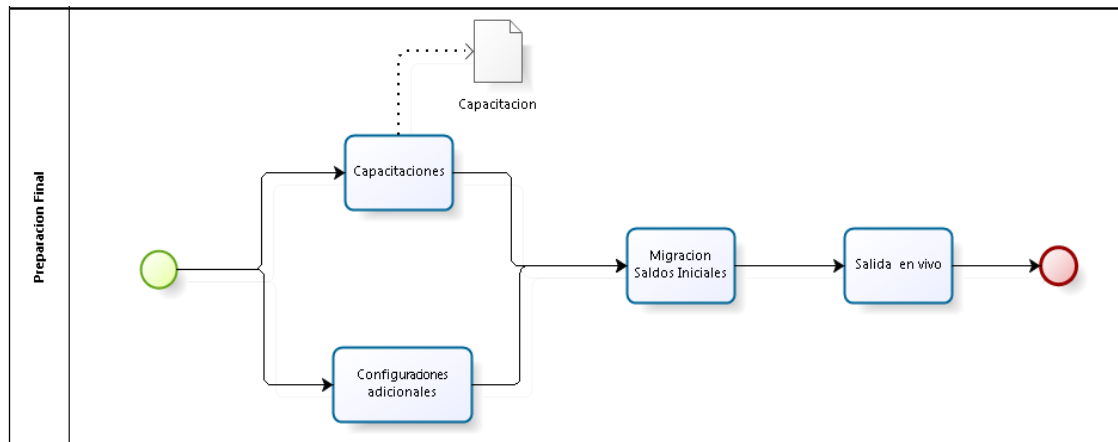 Preparacion Final
Capacitacion
Capacitaciones
Migracion
Saldos Iniciales
Salida en vivo
Configuraciones
adicionales